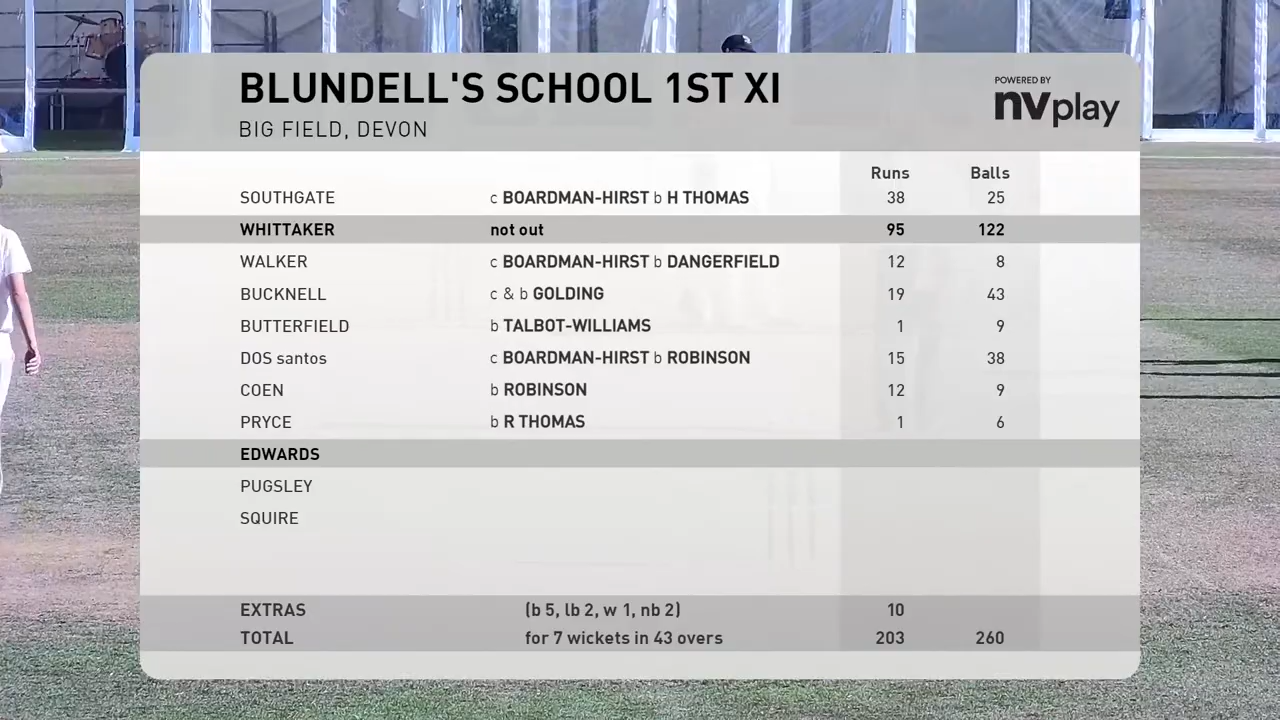 BLUNDELL'S SCHOOL 1ST XI
BIG FIELD, DEVON
POWERED BY
nvplay
Runs Balls
SOUTHGATE c BOARDMAN-HIRST b H THOMAS 38 25
WHITTAKER not out 95 122
WALKER c BOARDMAN-HIRST b DANGERFIELD 12 8
BUCKNELL c & b GOLDING 19 43
BUTTERFIELD b TALBOT-WILLIAMS 1 9
DOS santos c BOARDMAN-HIRST b ROBINSON 15 38
COEN b ROBINSON 12 9
PRYCE b R THOMAS 1 6
EDWARDS
PUGSLEY
SQUIRE
EXTRAS (b 5, lb 2, w 1, nb 2) 10
TOTAL for 7 wickets in 43 overs 203 260